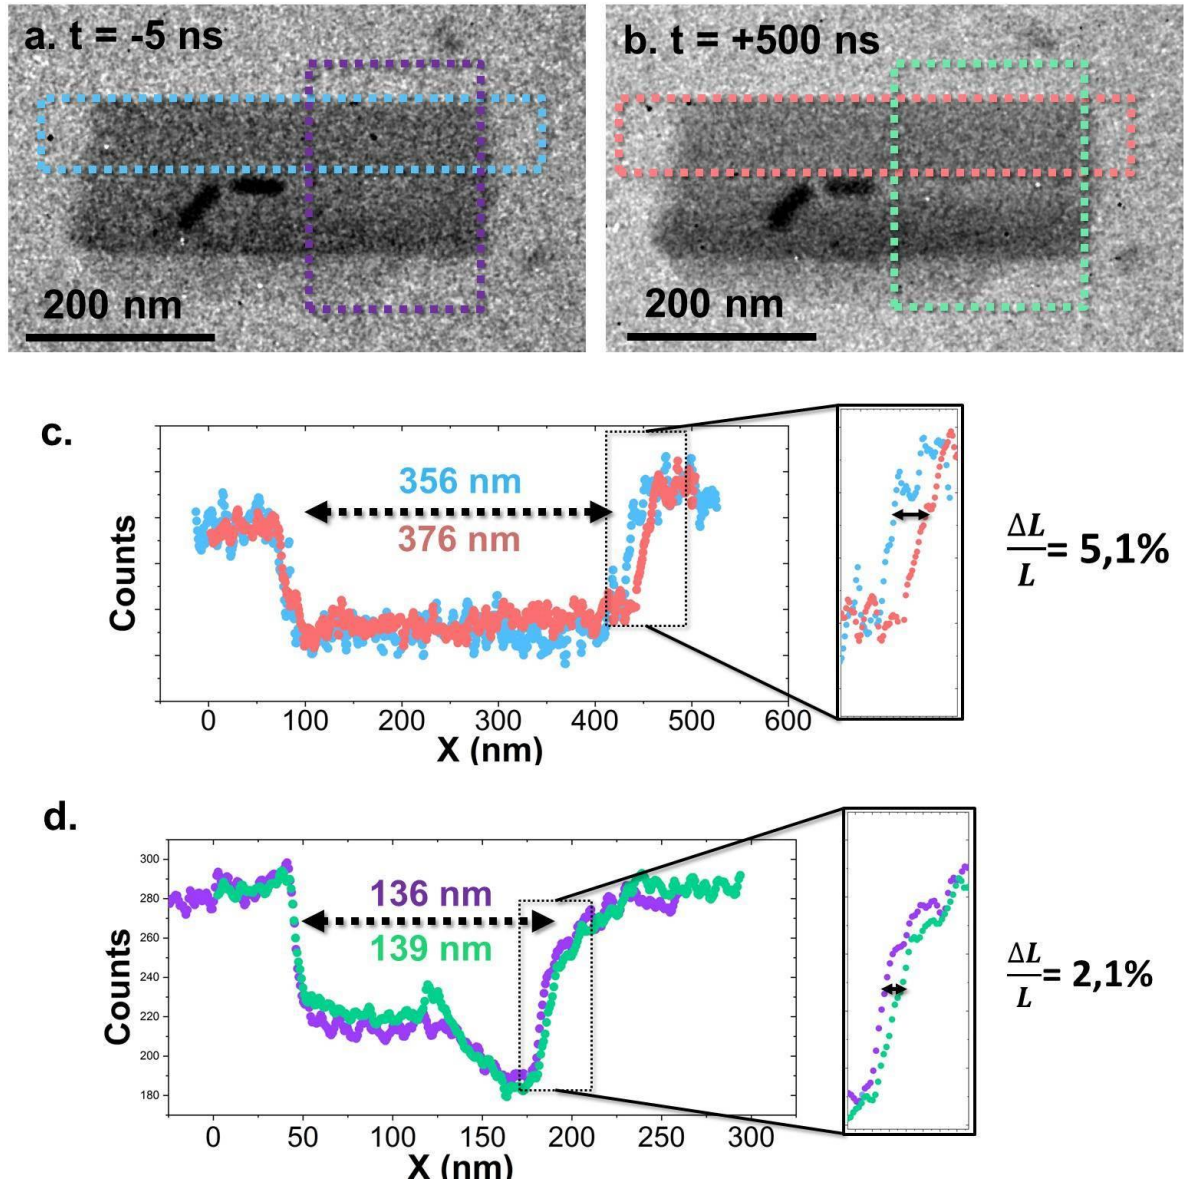 a. t = -5 ns
b. t = +500 ns
200 nm
200 nm
c.
356 nm
376 nm
Counts
0 100 200 300 400 500 600
X (nm)
ΔL
L
= 5,1%
d.
300
280
260
240
220
200
180
136 nm
139 nm
Counts
0 50 100 150 200 250 300
X (nm)
ΔL
L
= 2,1%